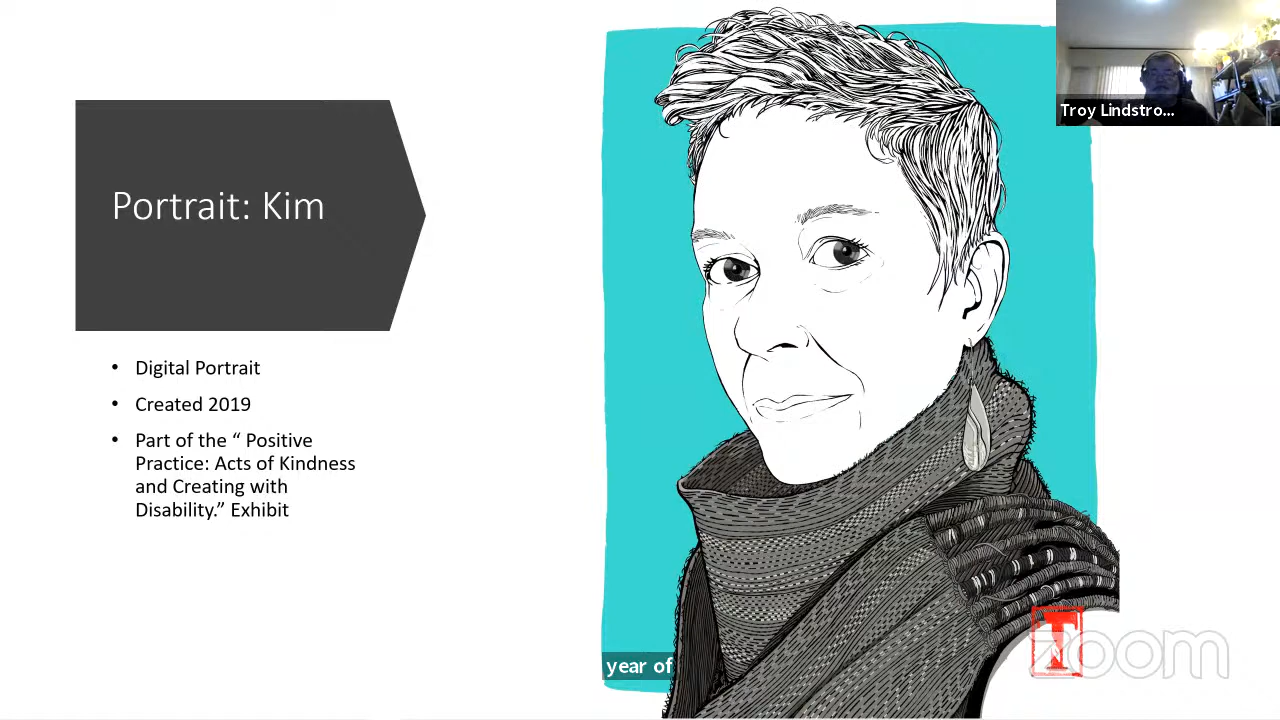 Troy Lindstro...
Portrait: Kim
• Digital Portrait
• Created 2019
• Part of the “ Positive
Practice: Acts of Kindness
and Creating with
Disability.” Exhibit
year of
T
zoom